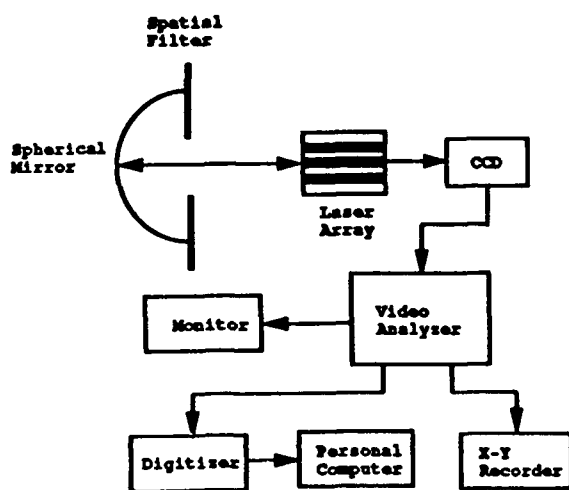 Spatial
Filter
Spherical
Mirror
Laser
Array
CCD
Video
Analyzer
Monitor
Digitizer
Personal
Computer
X-Y
Recorder